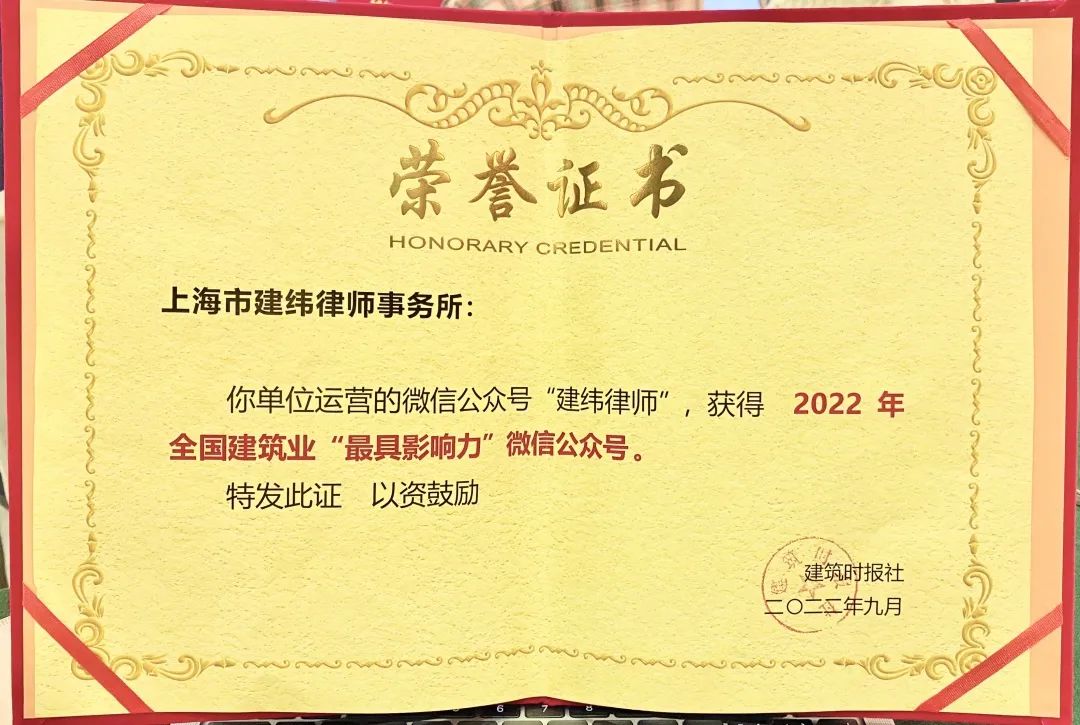 荣誉证书
HONORARY CREDENTIAL
上海市建纬律师事务所：
你单位运营的微信公众号“建纬律师”，获得 2022 年
全国建筑业“最具影响力”微信公众号。
特发此证 以资鼓励
建筑时报社
二〇二二年九月
6 7 8